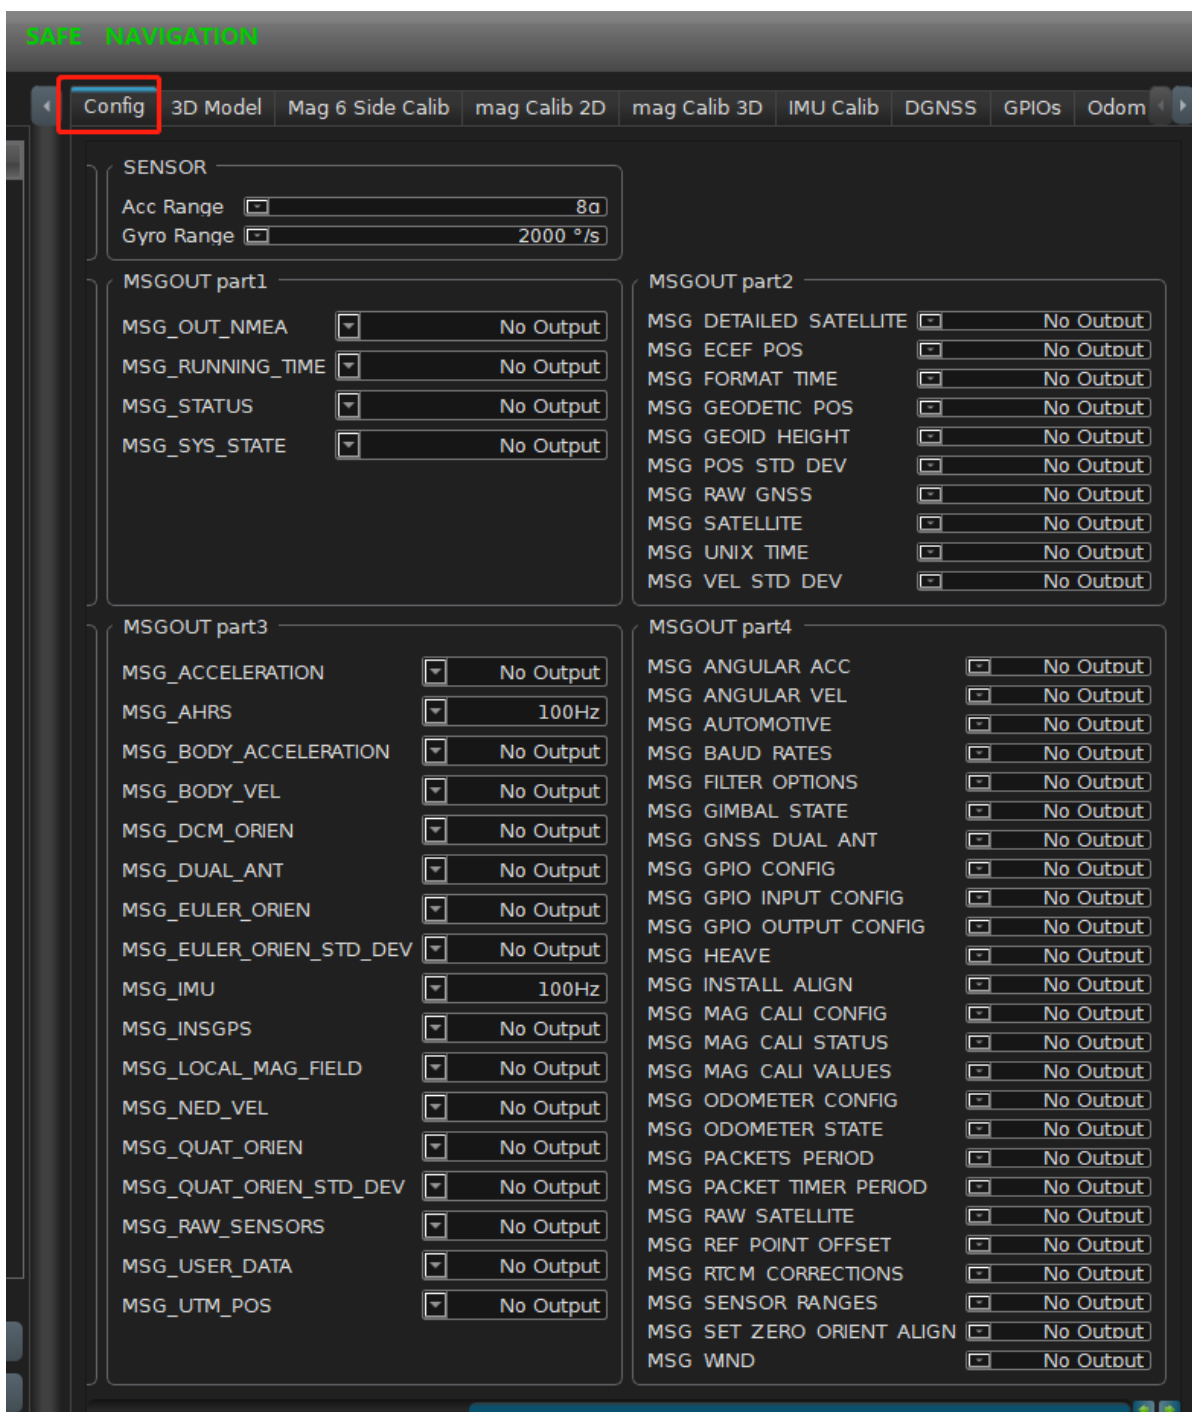 SAFE NAVIGATION
Config 3D Model Mag 6 Side Calib mag Calib 2D mag Calib 3D IMU Calib DGNSS GPIOs Odom
SENSOR
Acc Range 8g
Gyro Range 2000 °/s
MSGOUT part1
MSG_OUT_NMEA No Output
MSG_RUNNING_TIME No Output
MSG_STATUS No Output
MSG_SYS_STATE No Output
MSGOUT part2
MSG DETAILED SATELLITE No Output
MSG ECEF POS No Output
MSG FORMAT TIME No Output
MSG GEODETIC POS No Output
MSG GEOID HEIGHT No Output
MSG POS STD DEV No Output
MSG RAW GNSS No Output
MSG SATELLITE No Output
MSG UNIX TIME No Output
MSG VEL STD DEV No Output
MSGOUT part3
MSG_ACCELERATION No Output
MSG_AHRS 100Hz
MSG_BODY_ACCELERATION No Output
MSG_BODY_VEL No Output
MSG_DCM_ORIEN No Output
MSG_DUAL_ANT No Output
MSG_EULER_ORIEN No Output
MSG_EULER_ORIEN_STD_DEV No Output
MSG_IMU 100Hz
MSG_INSGPS No Output
MSG_LOCAL_MAG_FIELD No Output
MSG_NED_VEL No Output
MSG_QUAT_ORIEN No Output
MSG_QUAT_ORIEN_STD_DEV No Output
MSG_RAW_SENSORS No Output
MSG_USER_DATA No Output
MSG_UTM_POS No Output
MSGOUT part4
MSG ANGULAR ACC No Output
MSG ANGULAR VEL No Output
MSG AUTOMOTIVE No Output
MSG BAUD RATES No Output
MSG FILTER OPTIONS No Output
MSG GIMBAL STATE No Output
MSG GNSS DUAL ANT No Output
MSG GPIO CONFIG No Output
MSG GPIO INPUT CONFIG No Output
MSG GPIO OUTPUT CONFIG No Output
MSG HEAVE No Output
MSG INSTALL ALIGN No Output
MSG MAG CALI CONFIG No Output
MSG MAG CALI STATUS No Output
MSG MAG CALI VALUES No Output
MSG ODOMETER CONFIG No Output
MSG ODOMETER STATE No Output
MSG PACKETS PERIOD No Output
MSG PACKET TIMER PERIOD No Output
MSG RAW SATELLITE No Output
MSG REF POINT OFFSET No Output
MSG RTCM CORRECTIONS No Output
MSG SENSOR RANGES No Output
MSG SET ZERO ORIENT ALIGN No Output
MSG WIND No Output